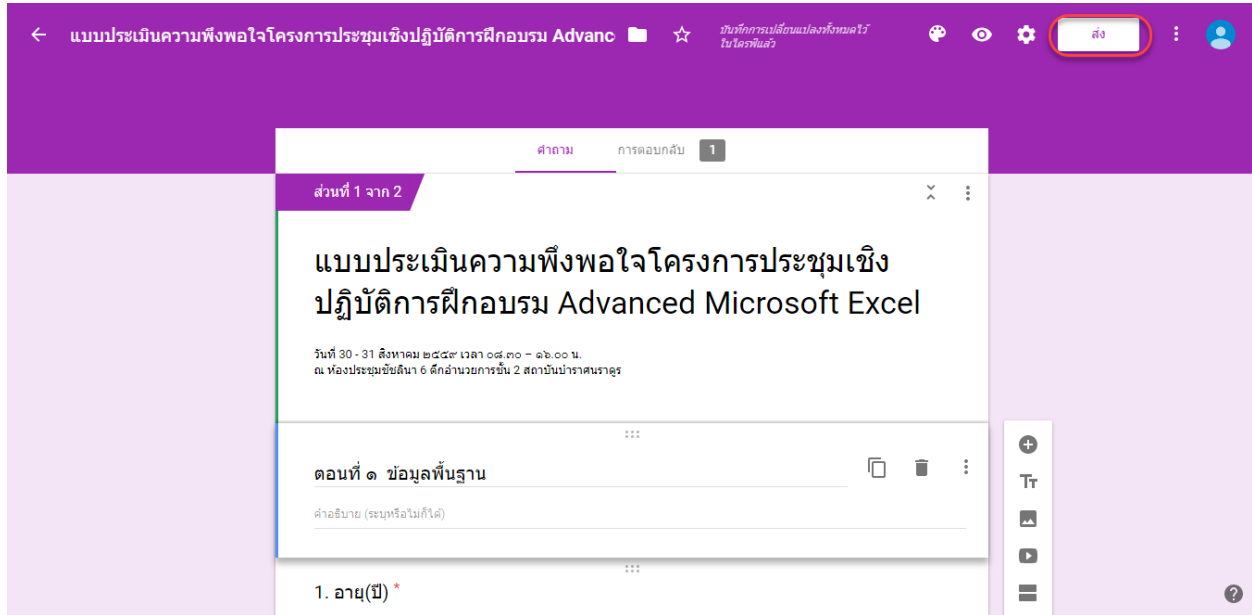 แบบประเมินความพึงพอใจโครงการประชุมเชิงปฏิบัติการฝึกอบรม Advanc
บันทึกการเปลี่ยนแปลงทั้งหมดไว้
ในไดรฟ์แล้ว
ส่ง
คำถาม การตอบกลับ 1
ส่วนที่ 1 จาก 2
แบบประเมินความพึงพอใจโครงการประชุมเชิง
ปฏิบัติการฝึกอบรม Advanced Microsoft Excel
วันที่ 30 - 31 สิงหาคม ๒๕๕๙ เวลา ๐๘.๓๐ – ๑๖.๐๐ น.
ณ ห้องประชุมชัชลินา 6 ตึกอำนวยการชั้น 2 สถาบันบำราศนราดูร
ตอนที่ ๑ ข้อมูลพื้นฐาน
คำอธิบาย (ระบุหรือไม่ก็ได้)
Tт
1. อายุ(ปี) *